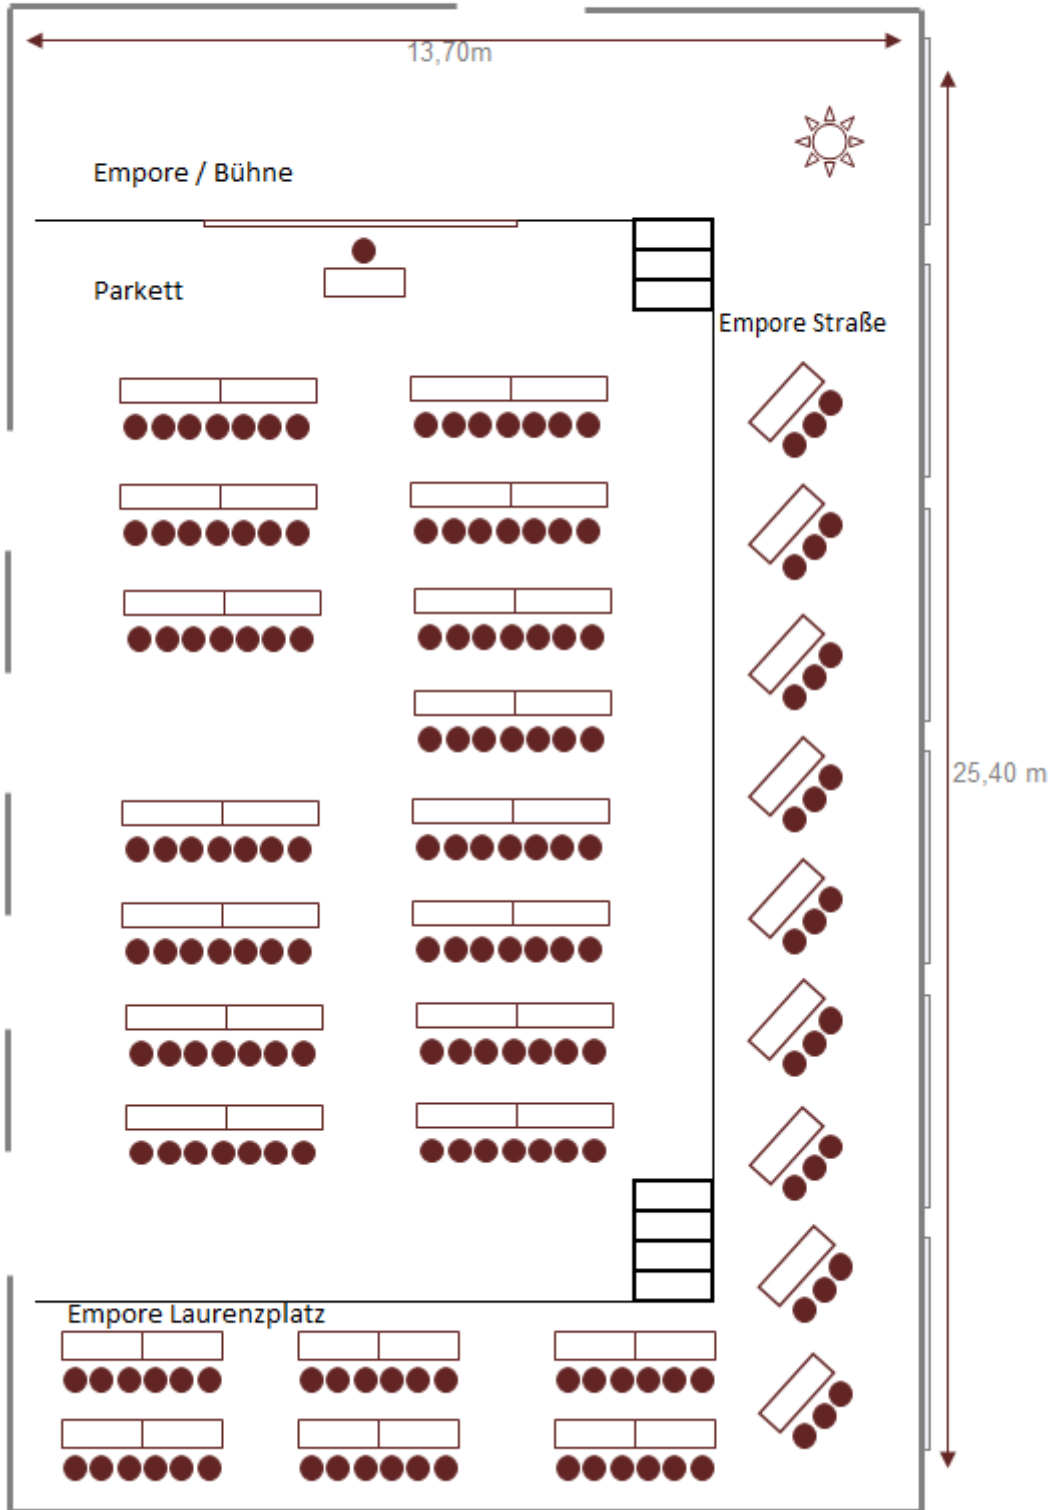 13,70m
Empore / Bühne
Parkett
Empore Straße
25,40 m
Empore Laurenzplatz